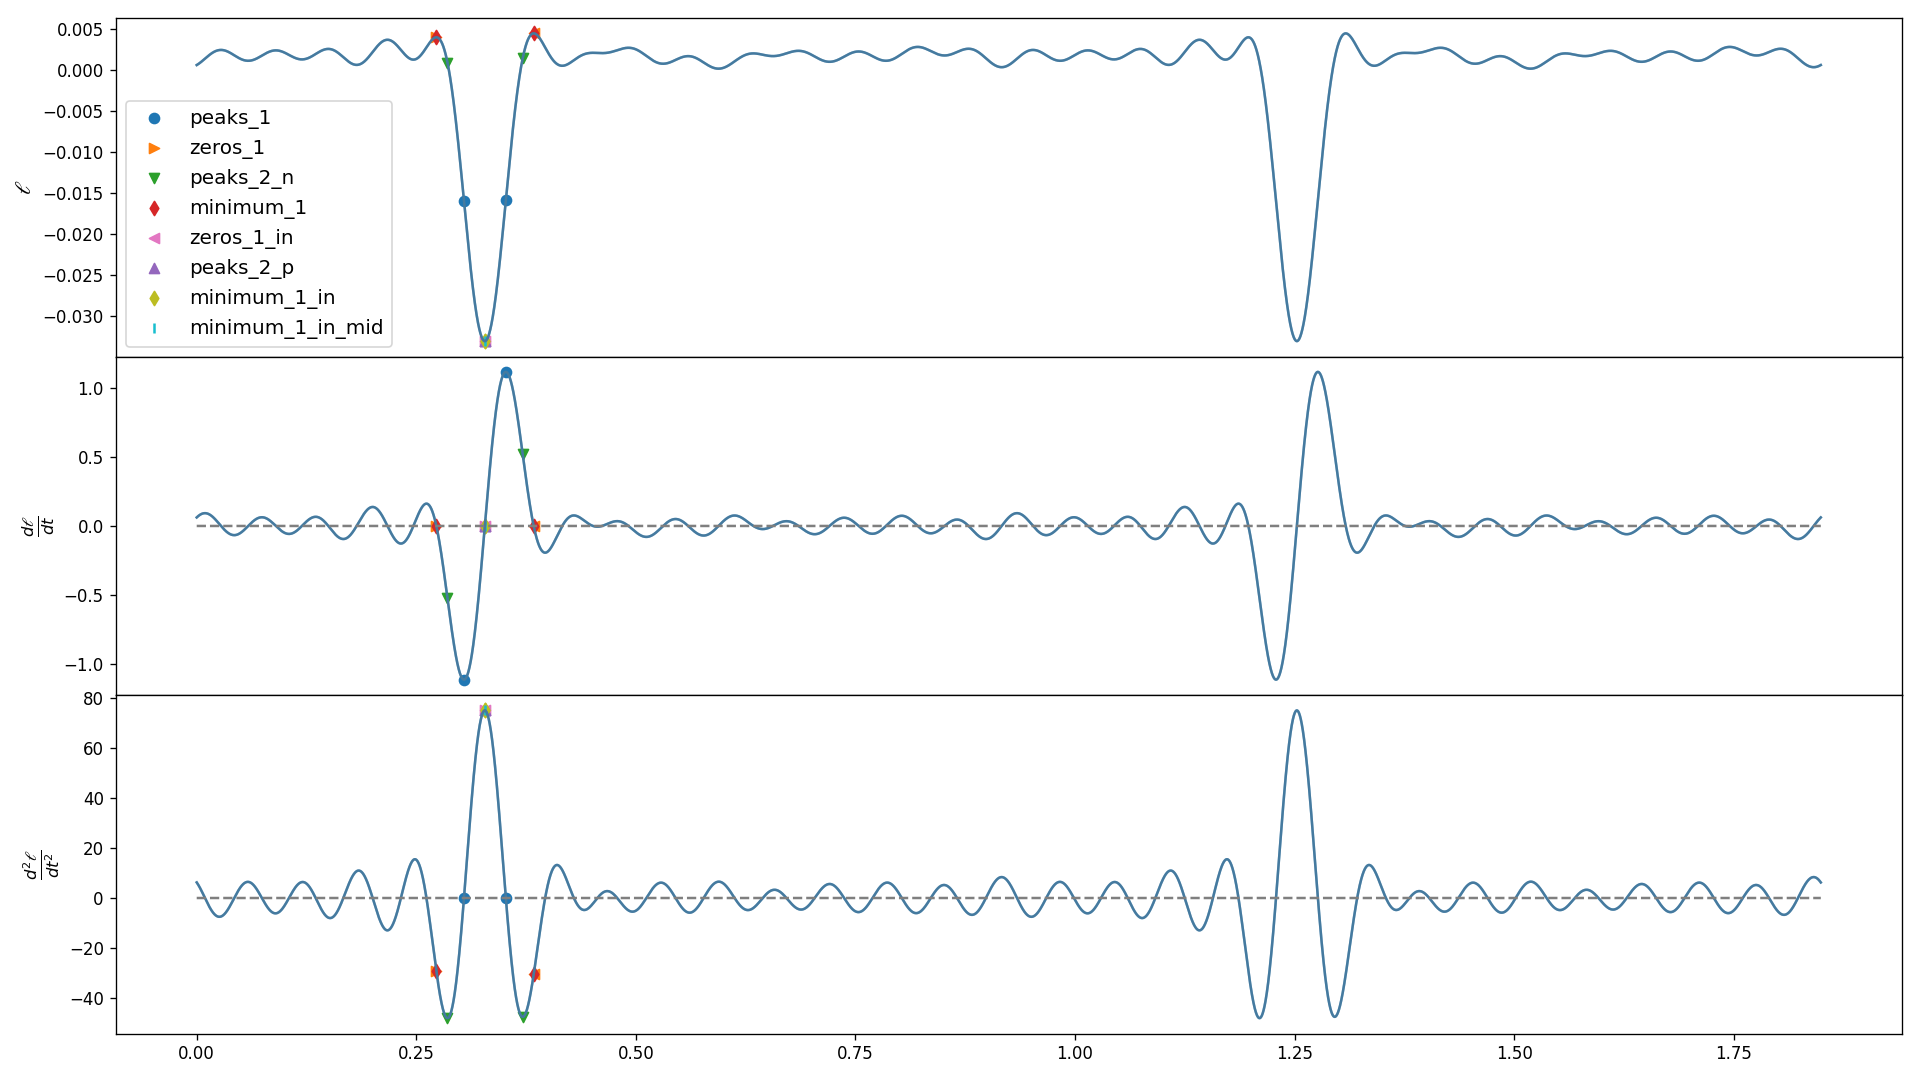 0.005
0.000
−0.005
−0.010
−0.015
−0.020
−0.025
−0.030
ℓ
peaks_1
zeros_1
peaks_2_n
minimum_1
zeros_1_in
peaks_2_p
minimum_1_in
minimum_1_in_mid
1.0
0.5
0.0
−0.5
−1.0
dℓ
dt
80
60
40
20
0
−20
−40
d²ℓ
dt²
0.00 0.25 0.50 0.75 1.00 1.25 1.50 1.75